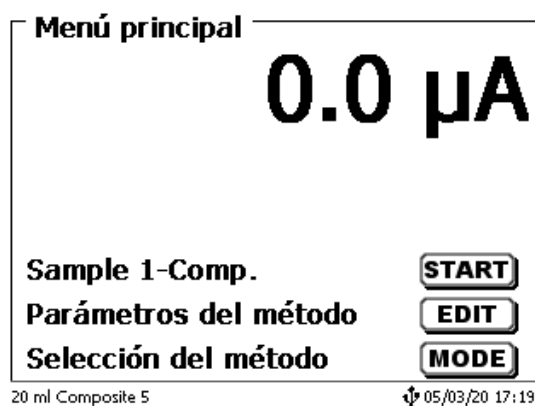 Menú principal
0.0 µA
Sample 1-Comp. START
Parámetros del método EDIT
Selección del método MODE
20 ml Composite 5 05/03/20 17:19